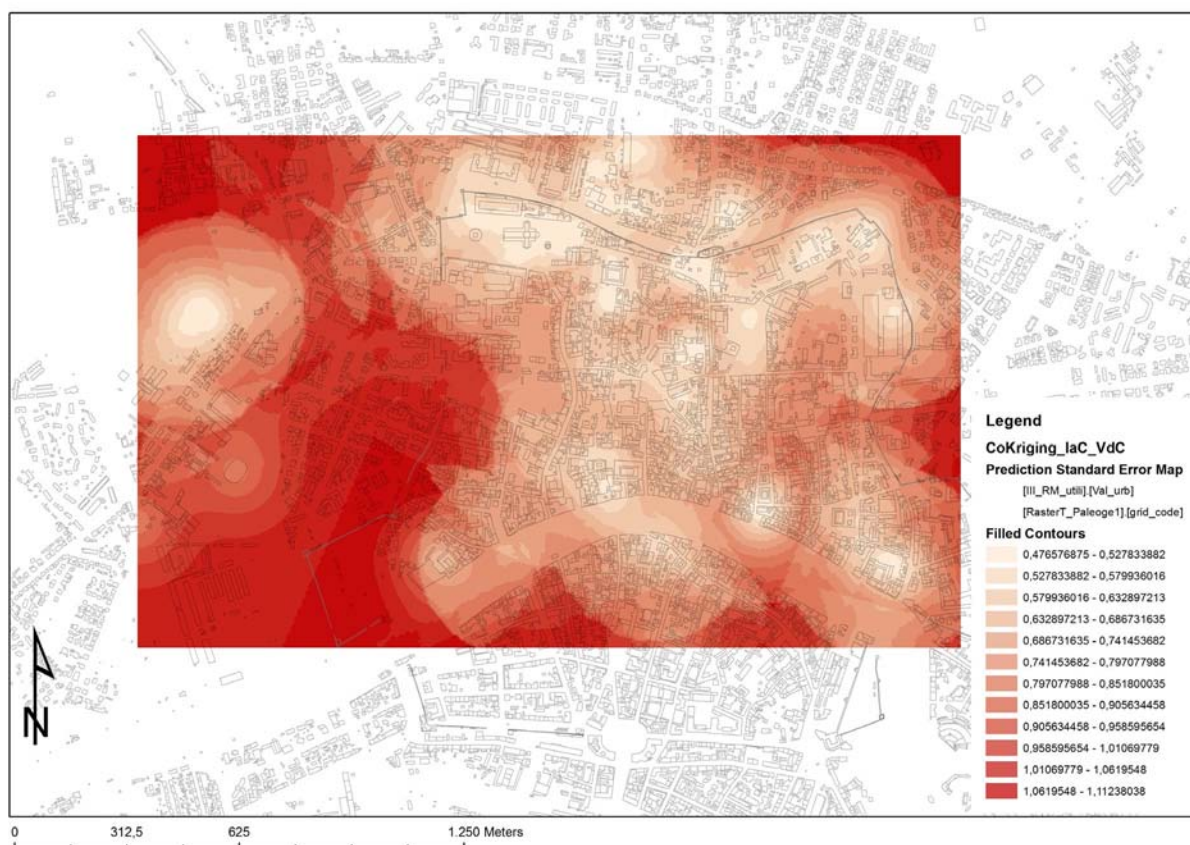 Legend
CoKriging_IaC_VdC
Prediction Standard Error Map
[III_RM_utili].[Val_urb]
[RasterT_Paleoge1].[grid_code]
Filled Contours
0,476576875 - 0,527833882
0,527833882 - 0,579936016
0,579936016 - 0,632897213
0,632897213 - 0,686731635
0,686731635 - 0,741453682
0,741453682 - 0,797077988
0,797077988 - 0,851800035
0,851800035 - 0,905634458
0,905634458 - 0,958595654
0,958595654 - 1,01069779
1,01069779 - 1,0619548
1,0619548 - 1,11238038
N
0 312,5 625 1.250 Meters